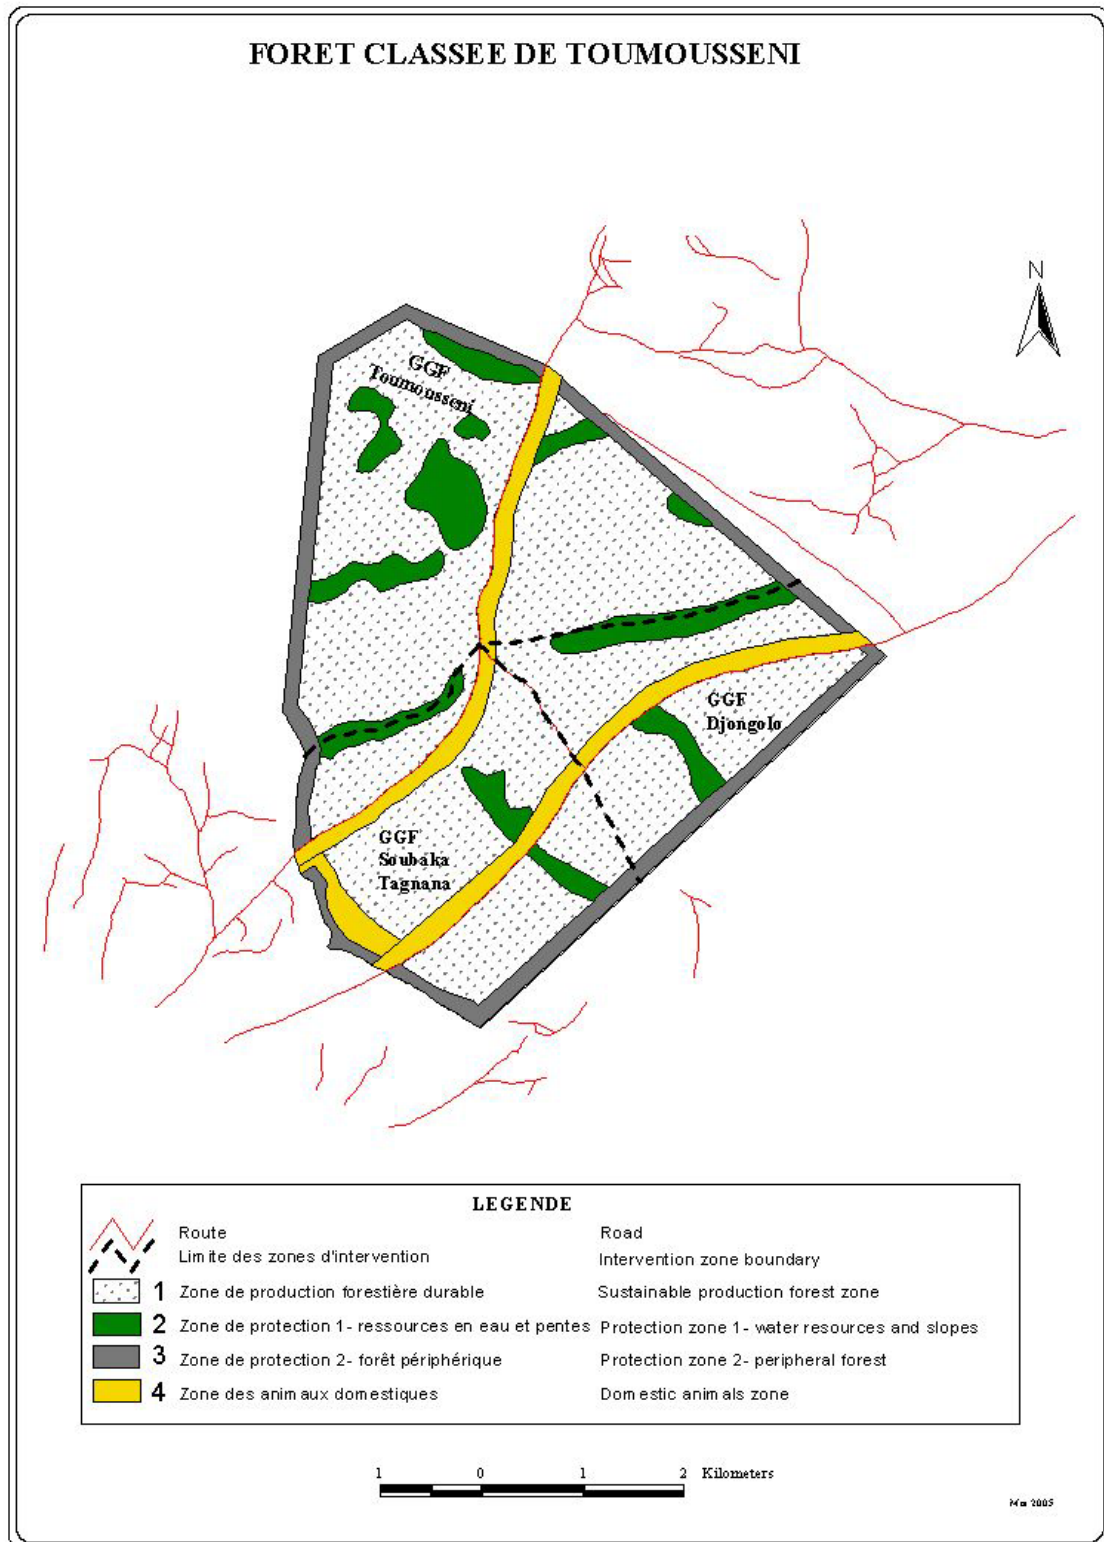 FORET CLASSEE DE TOUMOUSSENI
N
GGF
Toumousseni
GGF
Djongolo
GGF
Soubaka
Tagnana
LEGENDE
Route Road
Limite des zones d'intervention Intervention zone boundary
1 Zone de production forestière durable Sustainable production forest zone
2 Zone de protection 1- ressources en eau et pentes Protection zone 1- water resources and slopes
3 Zone de protection 2- forêt périphérique Protection zone 2- peripheral forest
4 Zone des animaux domestiques Domestic animals zone
1 0 1 2 Kilometers
2005